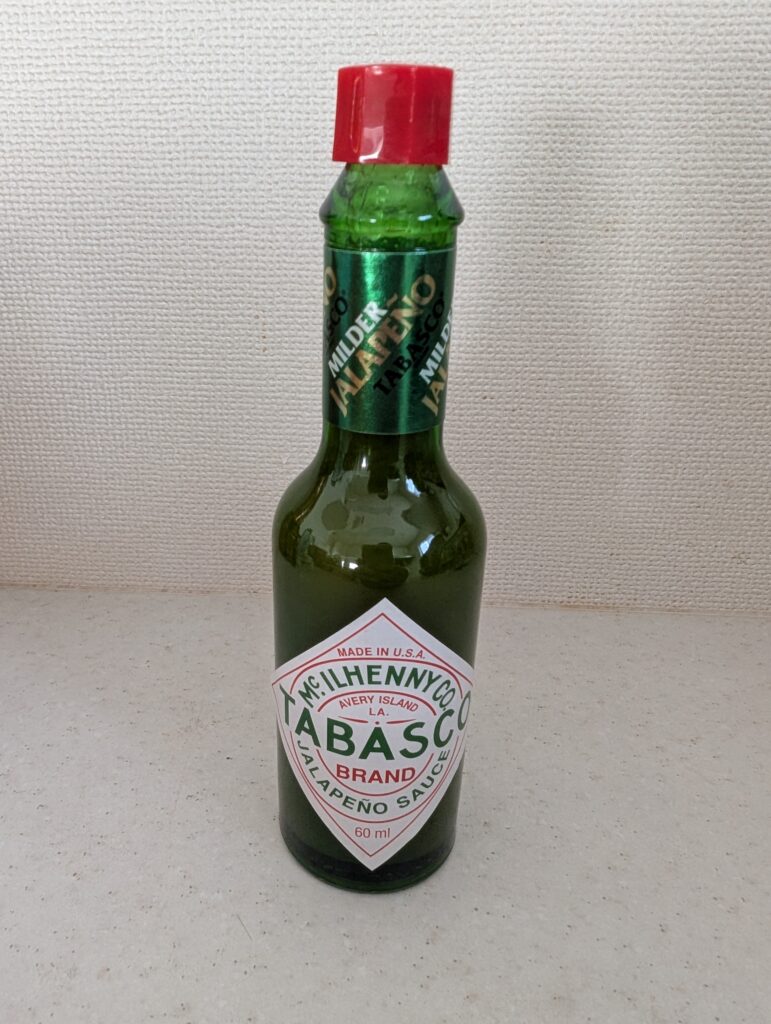 MILDER
JALAPEÑO
TABASCO®
MADE IN U.S.A.
McILHENNY CO.
AVERY ISLAND
LA.
TABASCO
BRAND
JALAPEÑO SAUCE
60 ml